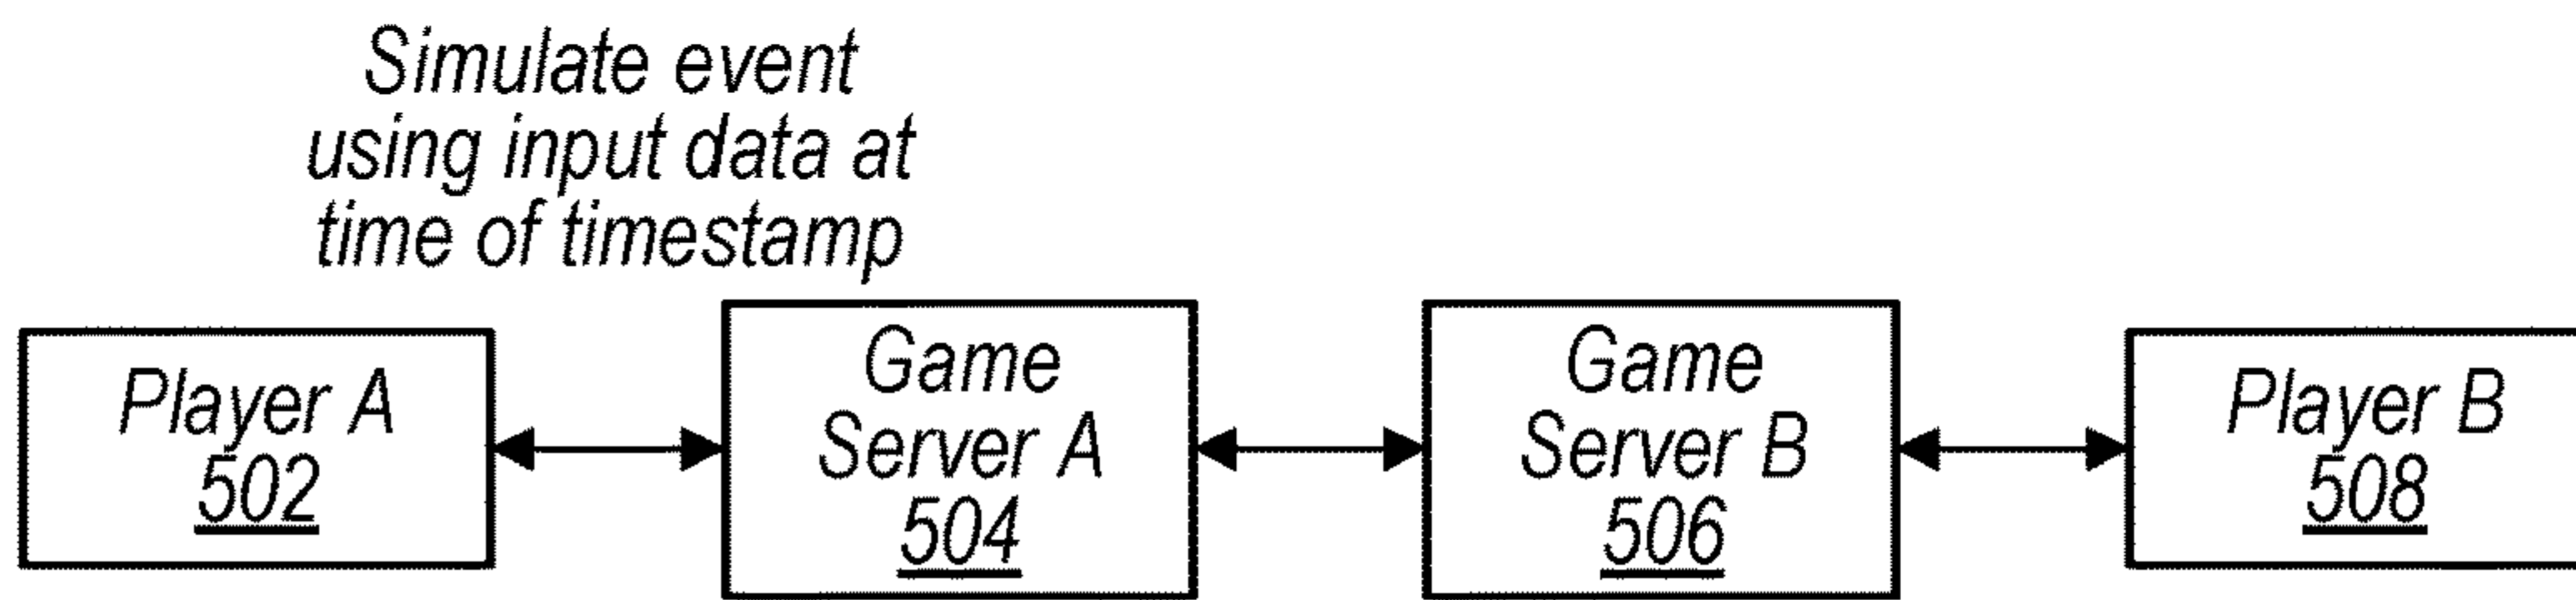 Simulate event
using input data at
time of timestamp
Player A
502
Game
Server A
504
Game
Server B
506
Player B
508